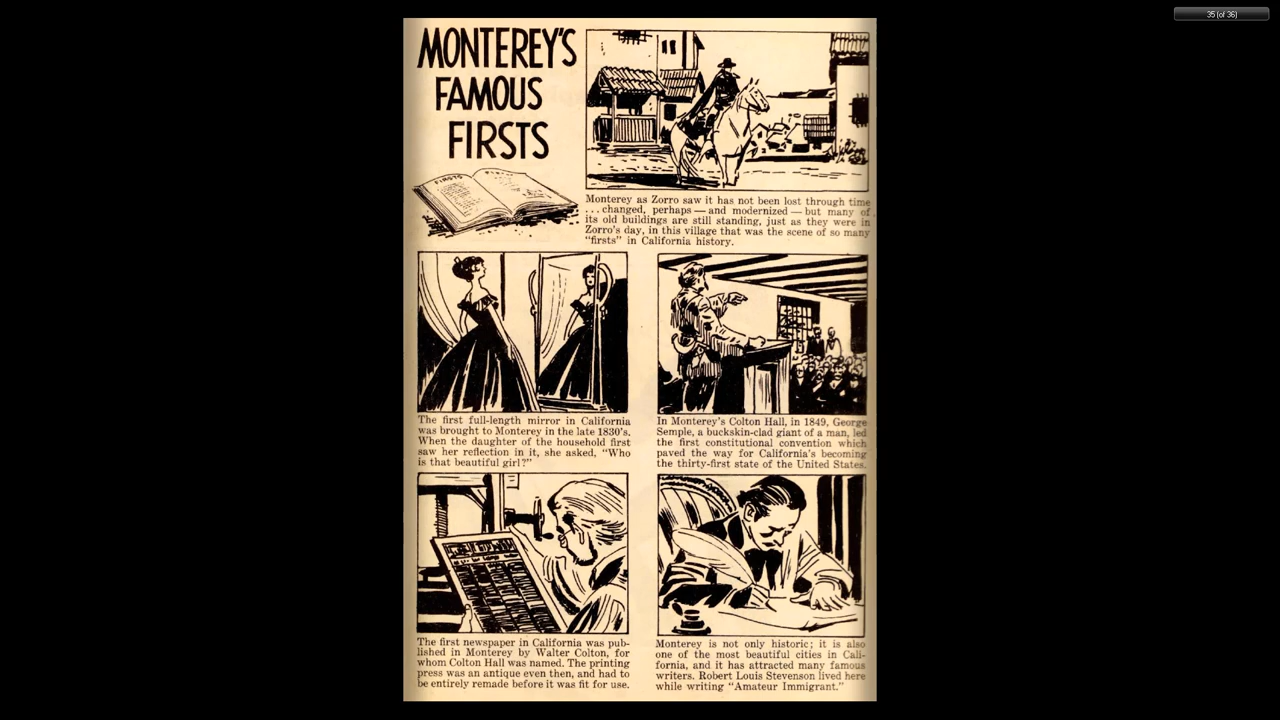 35 (of 36)
MONTEREY'S
FAMOUS
FIRSTS
FIRSTS
Monterey as Zorro saw it has not been lost through time
. . . changed, perhaps — and modernized — but many of
its old buildings are still standing, just as they were in
Zorro's day, in this village that was the scene of so many
"firsts" in California history.
The first full-length mirror in California
was brought to Monterey in the late 1830's.
When the daughter of the household first
saw her reflection in it, she asked, "Who
is that beautiful girl?"
In Monterey's Colton Hall, in 1849, George
Semple, a buckskin-clad giant of a man, led
the first constitutional convention which
paved the way for California's becoming
the thirty-first state of the United States.
The first newspaper in California was pub-
lished in Monterey by Walter Colton, for
whom Colton Hall was named. The printing
press was an antique even then, and had to
be entirely remade before it was fit for use.
Monterey is not only historic; it is also
one of the most beautiful cities in Cali-
fornia, and it has attracted many famous
writers. Robert Louis Stevenson lived here
while writing "Amateur Immigrant."